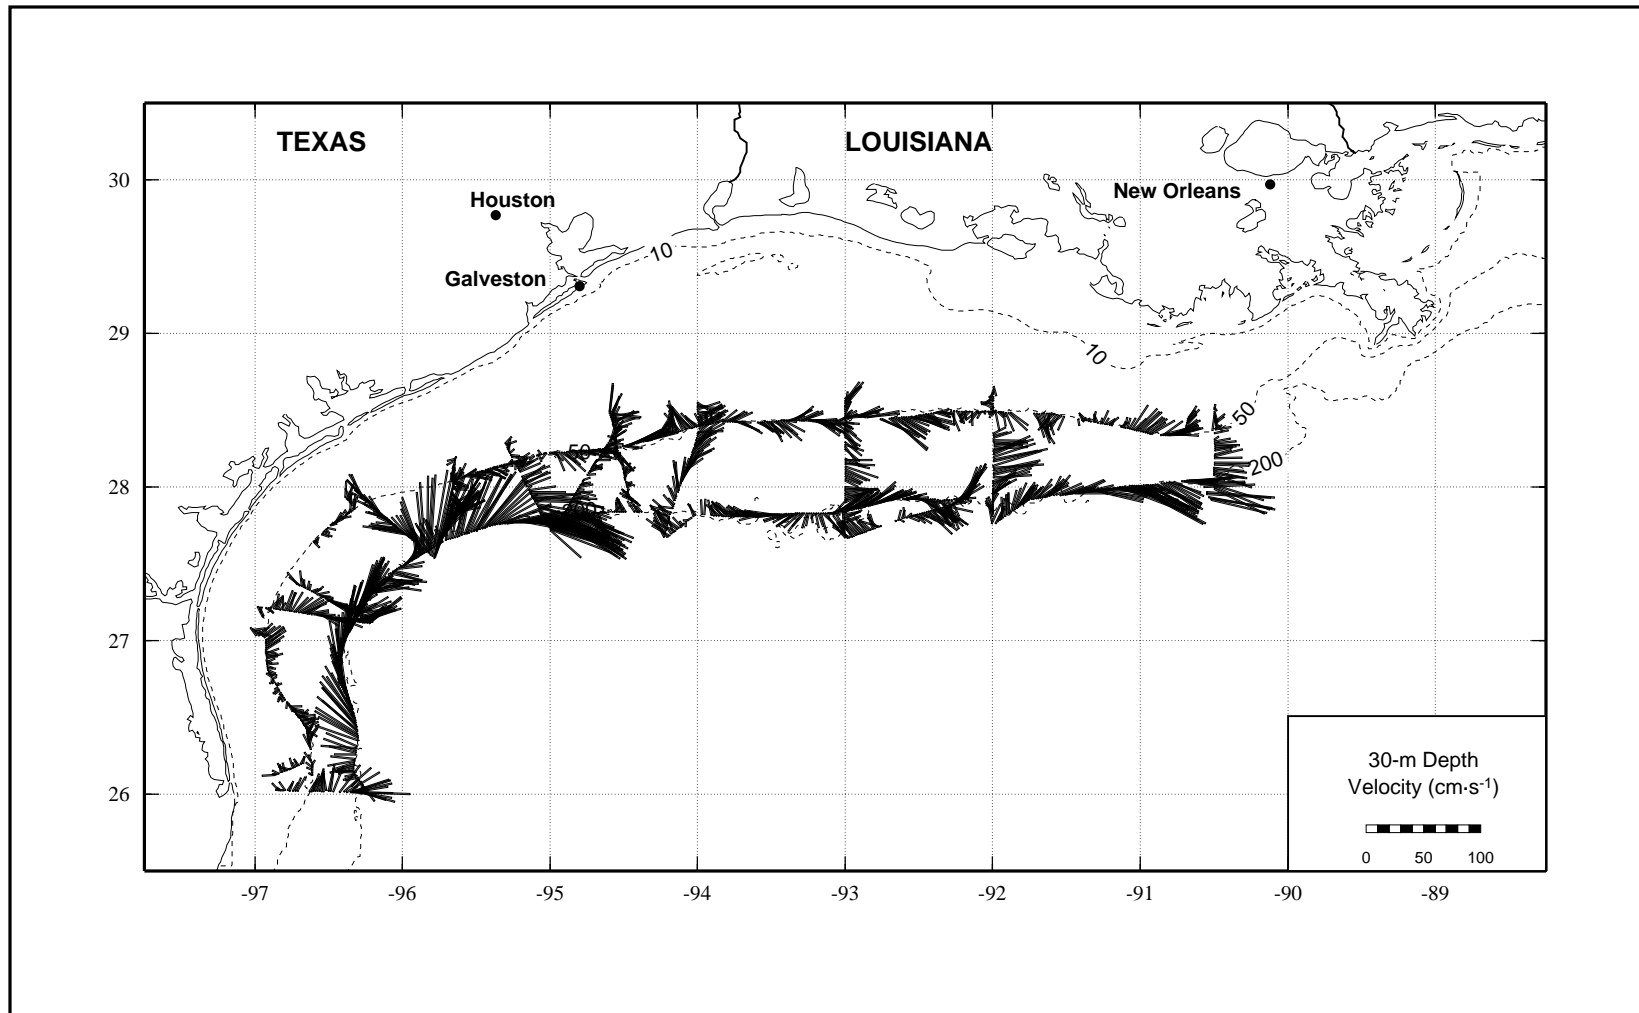 TEXAS
LOUISIANA
30
Houston
New Orleans
10
Galveston
29
10
50
50
200
28
27
26
30-m Depth
Velocity (cm·s-1)
0 50 100
-97 -96 -95 -94 -93 -92 -91 -90 -89